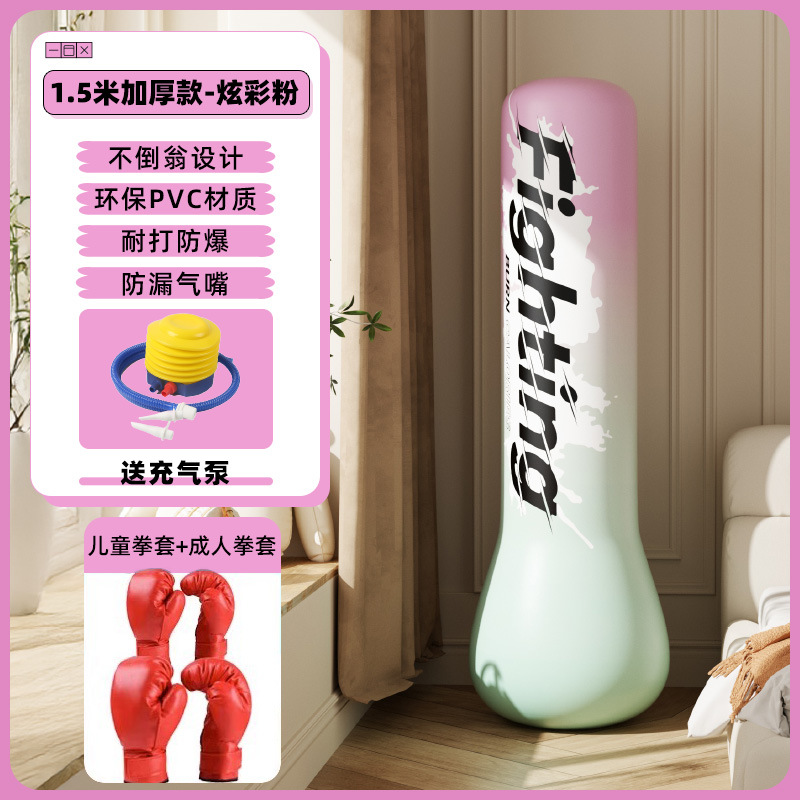 1.5米加厚款-炫彩粉
不倒翁设计
环保PVC材质
耐打防爆
防漏气嘴
送充气泵
儿童拳套+成人拳套
Fighting
BURN